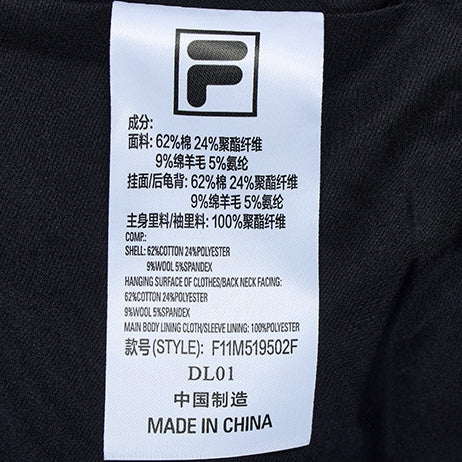 F
成分:
面料: 62%棉 24%聚酯纤维
9%绵羊毛 5%氨纶
挂面/后龟背: 62%棉 24%聚酯纤维
9%绵羊毛 5%氨纶
主身里料/袖里料: 100%聚酯纤维
COMP.:
SHELL: 62%COTTON 24%POLYESTER
9%WOOL 5%SPANDEX
HANGING SURFACE OF CLOTHES/BACK NECK FACING:
62%COTTON 24%POLYESTER
9%WOOL 5%SPANDEX
MAIN BODY LINING CLOTH/SLEEVE LINING: 100%POLYESTER
款号(STYLE): F11M519502F
DL01
中国制造
MADE IN CHINA